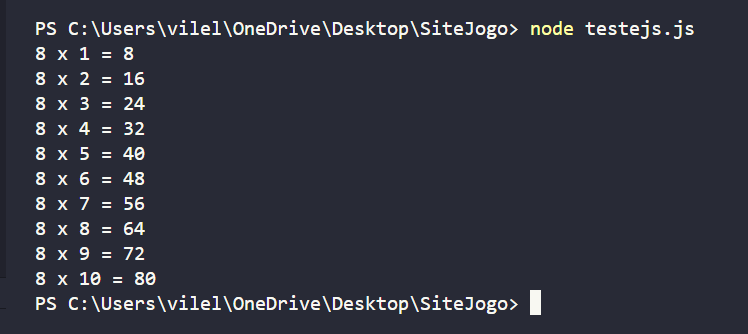 PS C:\Users\vilel\OneDrive\Desktop\SiteJogo> node testejs.js
8 x 1 = 8
8 x 2 = 16
8 x 3 = 24
8 x 4 = 32
8 x 5 = 40
8 x 6 = 48
8 x 7 = 56
8 x 8 = 64
8 x 9 = 72
8 x 10 = 80
PS C:\Users\vilel\OneDrive\Desktop\SiteJogo>